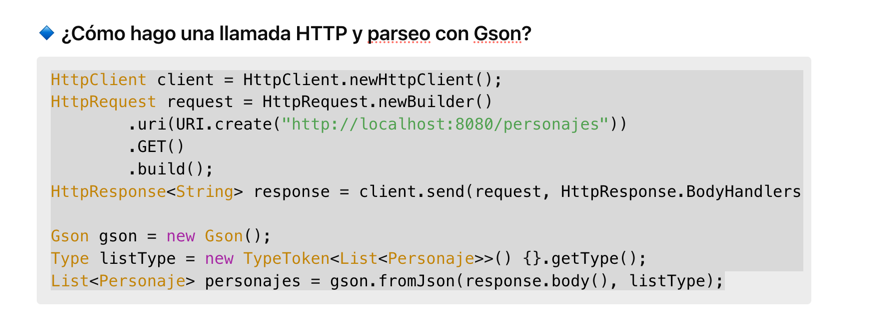 ¿Cómo hago una llamada HTTP y parseo con Gson?
HttpClient client = HttpClient.newHttpClient();
HttpRequest request = HttpRequest.newBuilder()
        .uri(URI.create("http://localhost:8080/personajes"))
        .GET()
        .build();
HttpResponse<String> response = client.send(request, HttpResponse.BodyHandlers

Gson gson = new Gson();
Type listType = new TypeToken<List<Personaje>>() {}.getType();
List<Personaje> personajes = gson.fromJson(response.body(), listType);